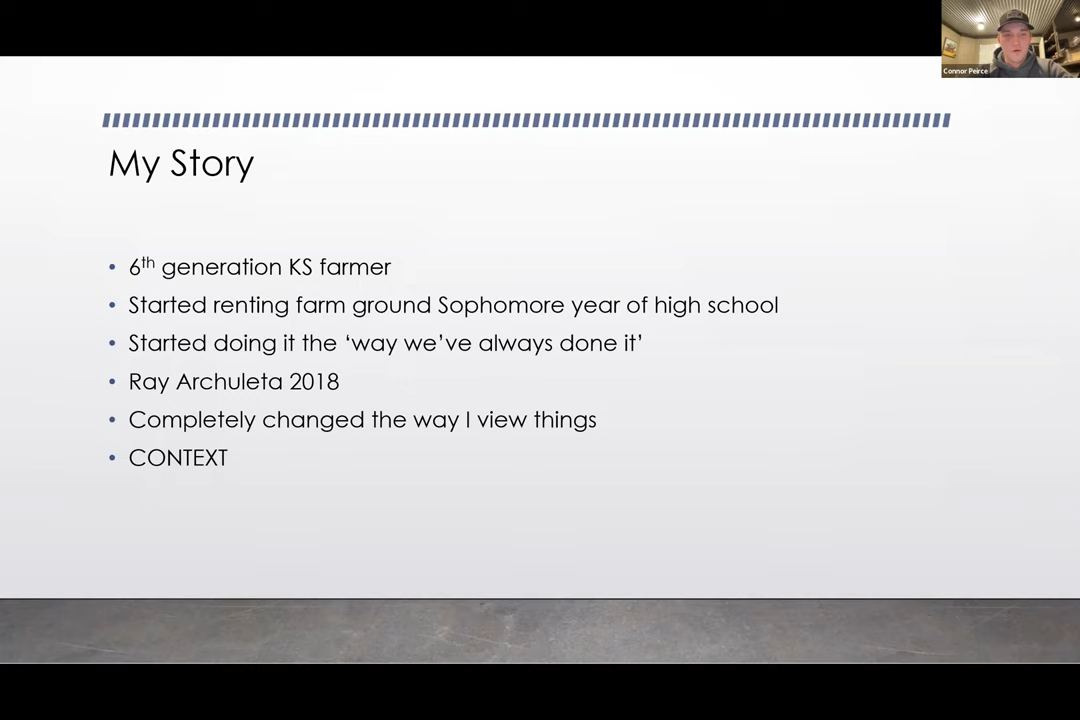 Connor Peirce
My Story
6th generation KS farmer
Started renting farm ground Sophomore year of high school
Started doing it the ‘way we’ve always done it’
Ray Archuleta 2018
Completely changed the way I view things
CONTEXT